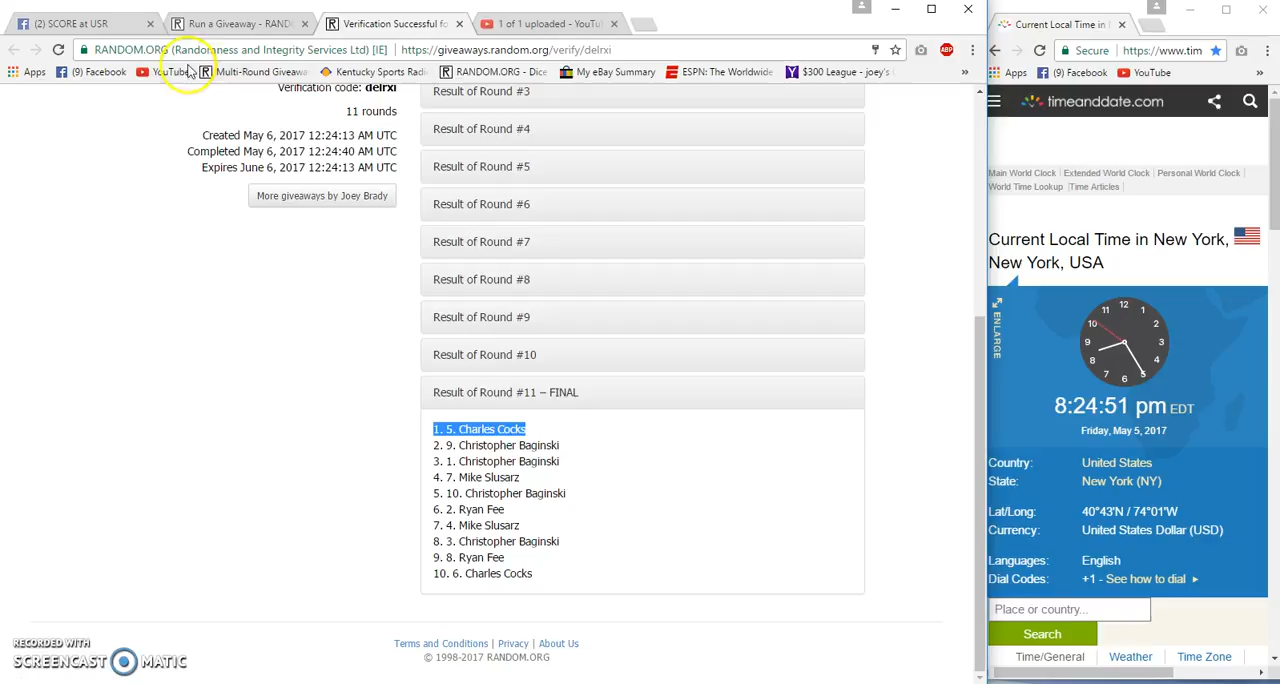 (2) SCORE at USR
Run a Giveaway - RAND
Verification Successful fo
1 of 1 uploaded - YouTu
RANDOM.ORG (Randomness and Integrity Services Ltd) [IE]
https://giveaways.random.org/verify/delrxi
Apps
(9) Facebook
YouTube
Multi-Round Giveawa
Kentucky Sports Radi
RANDOM.ORG - Dice
My eBay Summary
ESPN: The Worldwide
$300 League - joey's
»
Verification code: delrxi
11 rounds
Created May 6, 2017 12:24:13 AM UTC
Completed May 6, 2017 12:24:40 AM UTC
Expires June 6, 2017 12:24:13 AM UTC
More giveaways by Joey Brady
Result of Round #3
Result of Round #4
Result of Round #5
Result of Round #6
Result of Round #7
Result of Round #8
Result of Round #9
Result of Round #10
Result of Round #11 – FINAL
1. 5. Charles Cocks
2. 9. Christopher Baginski
3. 1. Christopher Baginski
4. 7. Mike Slusarz
5. 10. Christopher Baginski
6. 2. Ryan Fee
7. 4. Mike Slusarz
8. 3. Christopher Baginski
9. 8. Ryan Fee
10. 6. Charles Cocks
Terms and Conditions | Privacy | About Us
© 1998-2017 RANDOM.ORG
RECORDED WITH
SCREENCAST MATIC
Current Local Time in
Secure
https://www.tim
Apps
(9) Facebook
YouTube
»
timeanddate.com
Main World Clock | Extended World Clock | Personal World Clock |
World Time Lookup | Time Articles |
Current Local Time in New York,
New York, USA
ENLARGE
12
1
2
3
4
5
6
7
8
9
10
11
8:24:51 pm EDT
Friday, May 5, 2017
Country: United States
State: New York (NY)
Lat/Long: 40°43'N / 74°01'W
Currency: United States Dollar (USD)
Languages: English
Dial Codes: +1 - See how to dial
Place or country...
Search
Time/General
Weather
Time Zone